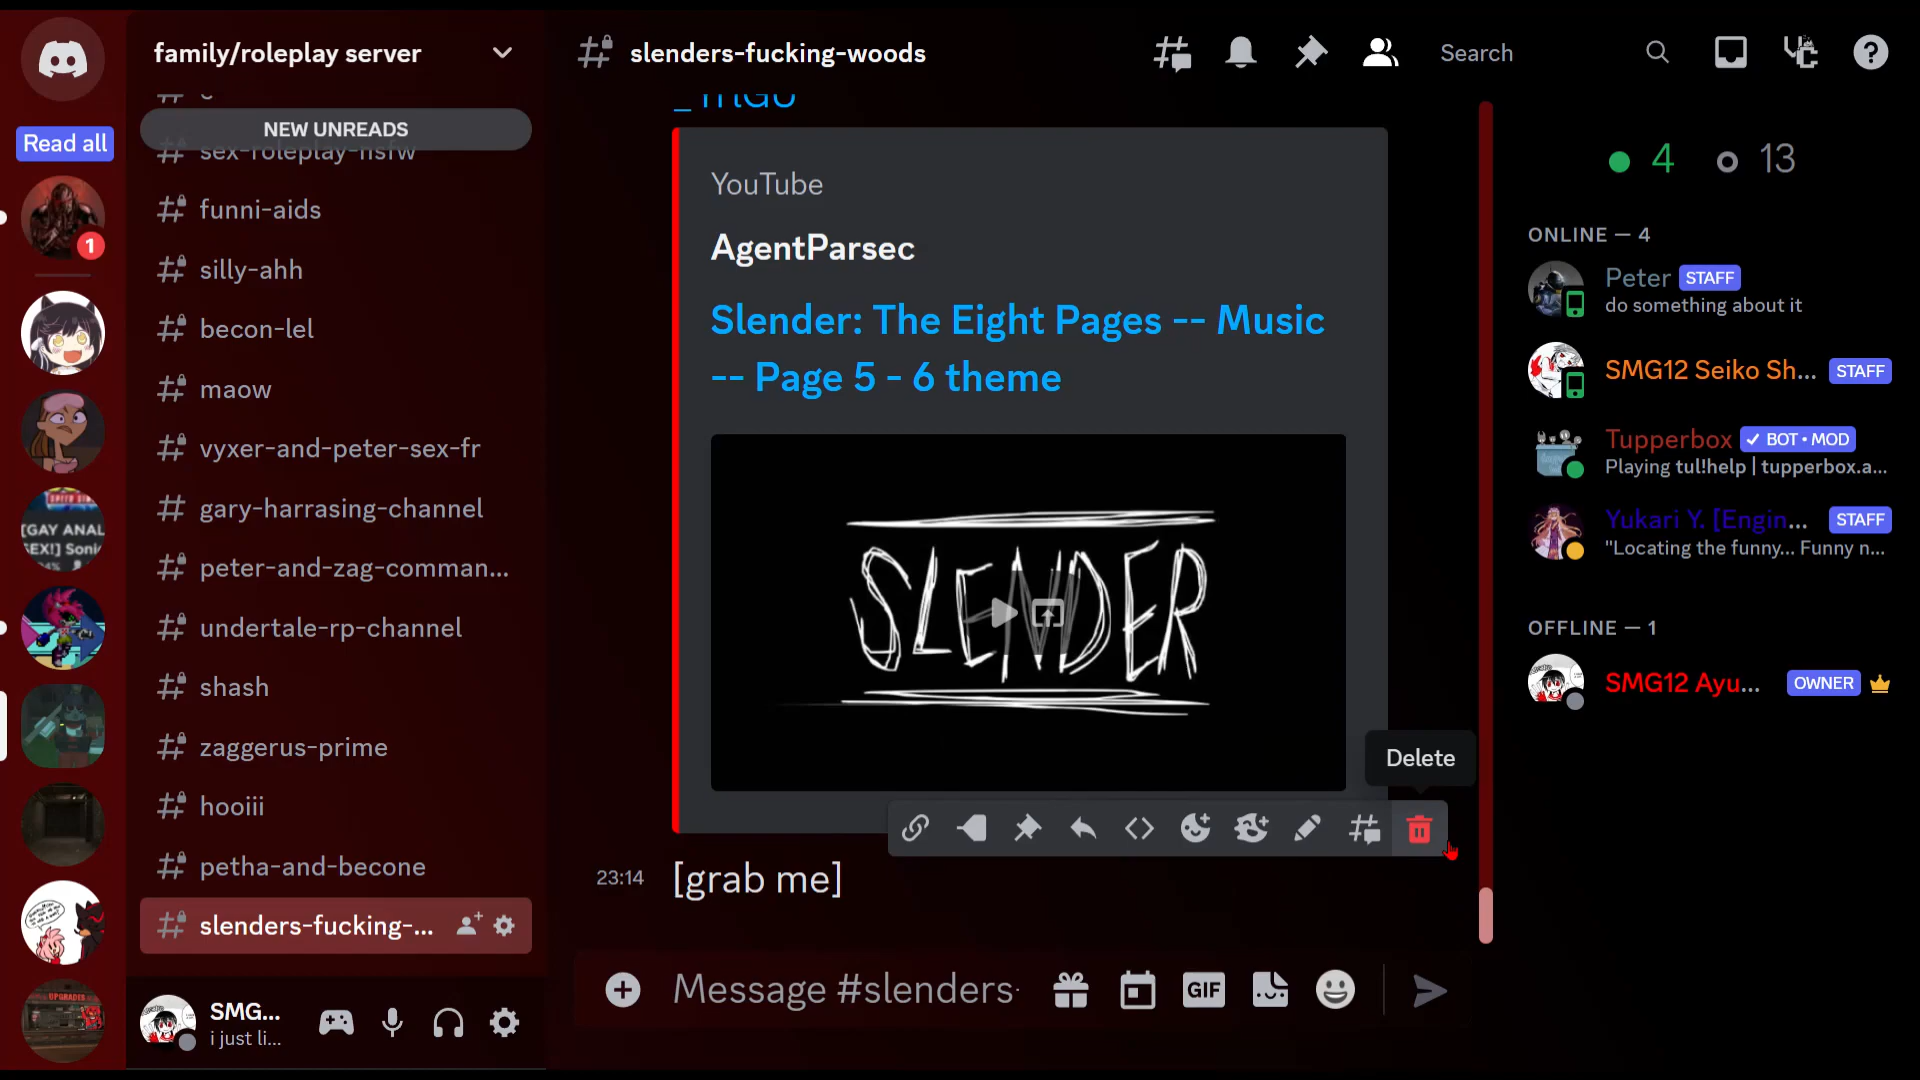 family/roleplay server
NEW UNREADS
sex-roleplay-nsfw
funni-aids
silly-ahh
becon-lel
maow
vyxer-and-peter-sex-fr
gary-harrasing-channel
peter-and-zag-comman...
undertale-rp-channel
shash
zaggerus-prime
hooiii
petha-and-becone
slenders-fucking-...
SMG...
i just li...
Read all
1
[GAY ANAL
SEX!] Soni
UPGRADES
slenders-fucking-woods
Search
YouTube
AgentParsec
Slender: The Eight Pages -- Music
-- Page 5 - 6 theme
SLENDER
Delete
23:14 [grab me]
Message #slenders-
GIF
4 13
ONLINE — 4
Peter STAFF
do something about it
SMG12 Seiko Sh... STAFF
Tupperbox BOT • MOD
Playing tul!help | tupperbox.a...
Yukari Y. [Engin... STAFF
"Locating the funny... Funny n...
OFFLINE — 1
SMG12 Ayu... OWNER